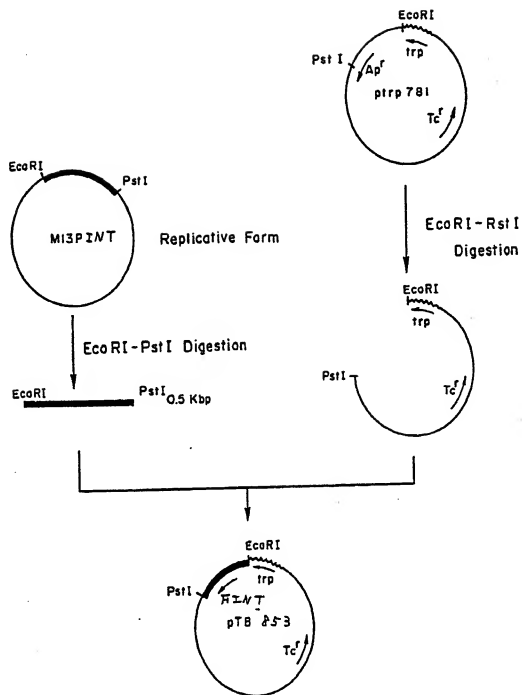 EcoRI
trp
Pst I
Apʳ
ptrp 781
Tcʳ
EcoRI
PstI
M13PINT
Replicative Form
EcoRI-RstI
Digestion
EcoRI-PstI Digestion
EcoRI
PstI
0.5 Kbp
EcoRI
trp
PstI
Tcʳ
EcoRI
PstI
trp
pTB 853
Tcʳ